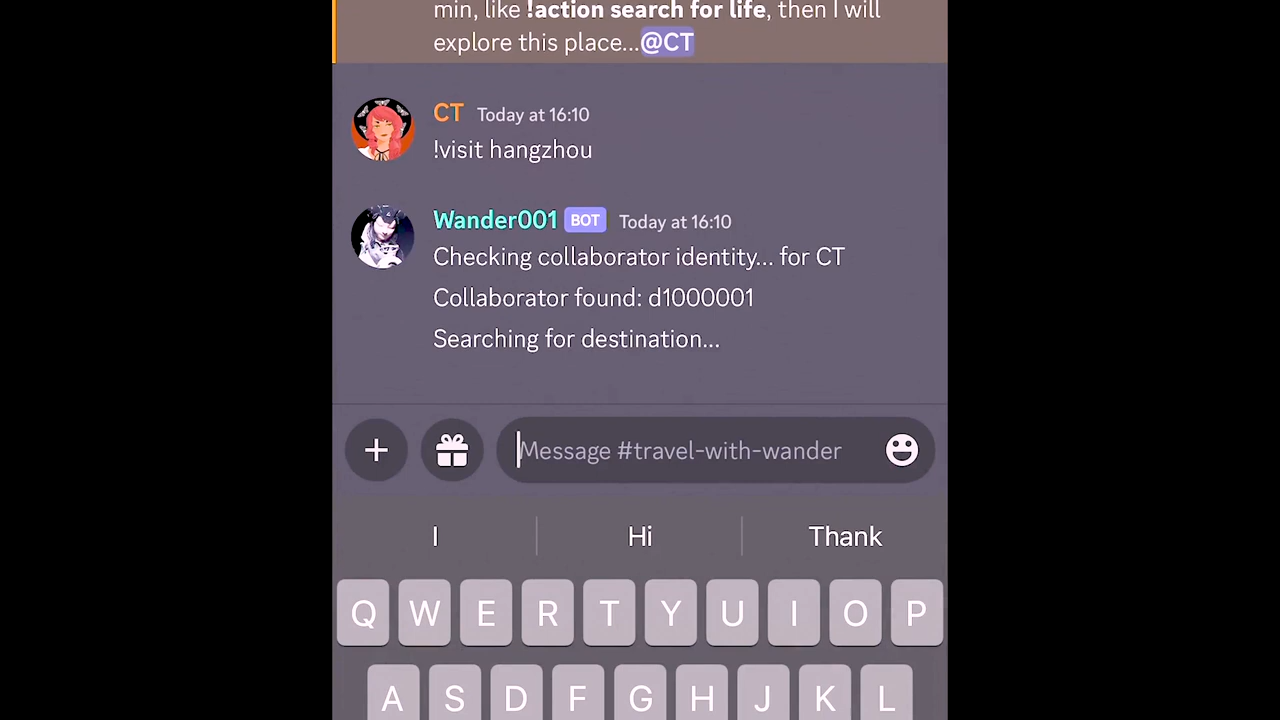 min, like !action search for life, then I will
explore this place...@CT
CT Today at 16:10
!visit hangzhou
Wander001 BOT Today at 16:10
Checking collaborator identity... for CT
Collaborator found: d1000001
Searching for destination...
Message #travel-with-wander
I Hi Thank
Q W E R T Y U I O P
A S D F G H J K L